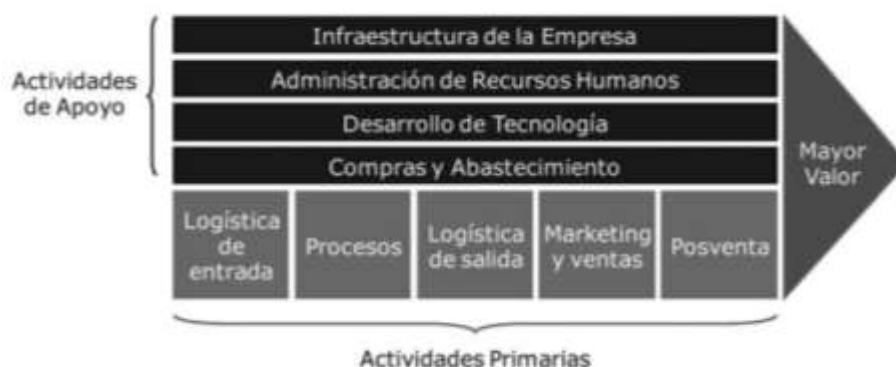 Actividades
de Apoyo
Infraestructura de la Empresa
Administración de Recursos Humanos
Desarrollo de Tecnología
Compras y Abastecimiento
Logística
de
entrada
Procesos
Logística
de salida
Marketing
y ventas
Posventa
Mayor
Valor
Actividades Primarias